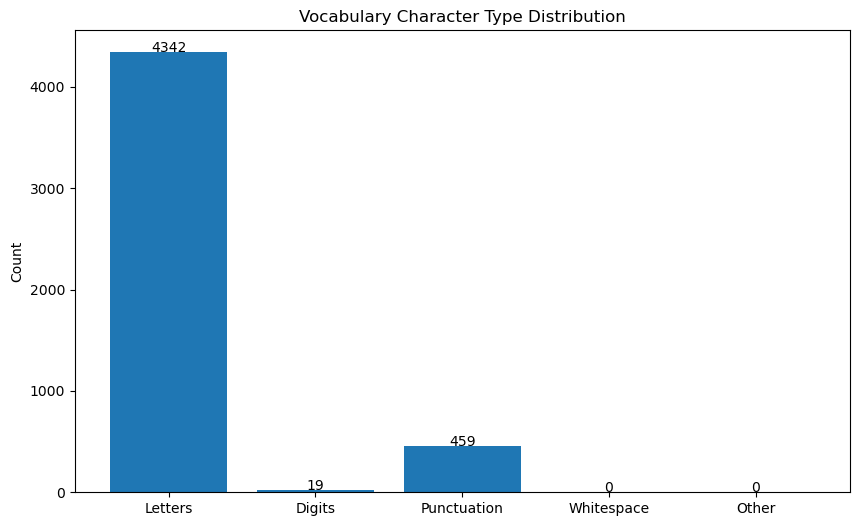 Vocabulary Character Type Distribution
4342
4000
3000
2000
1000
0
Count
19
459
0
0
Letters
Digits
Punctuation
Whitespace
Other